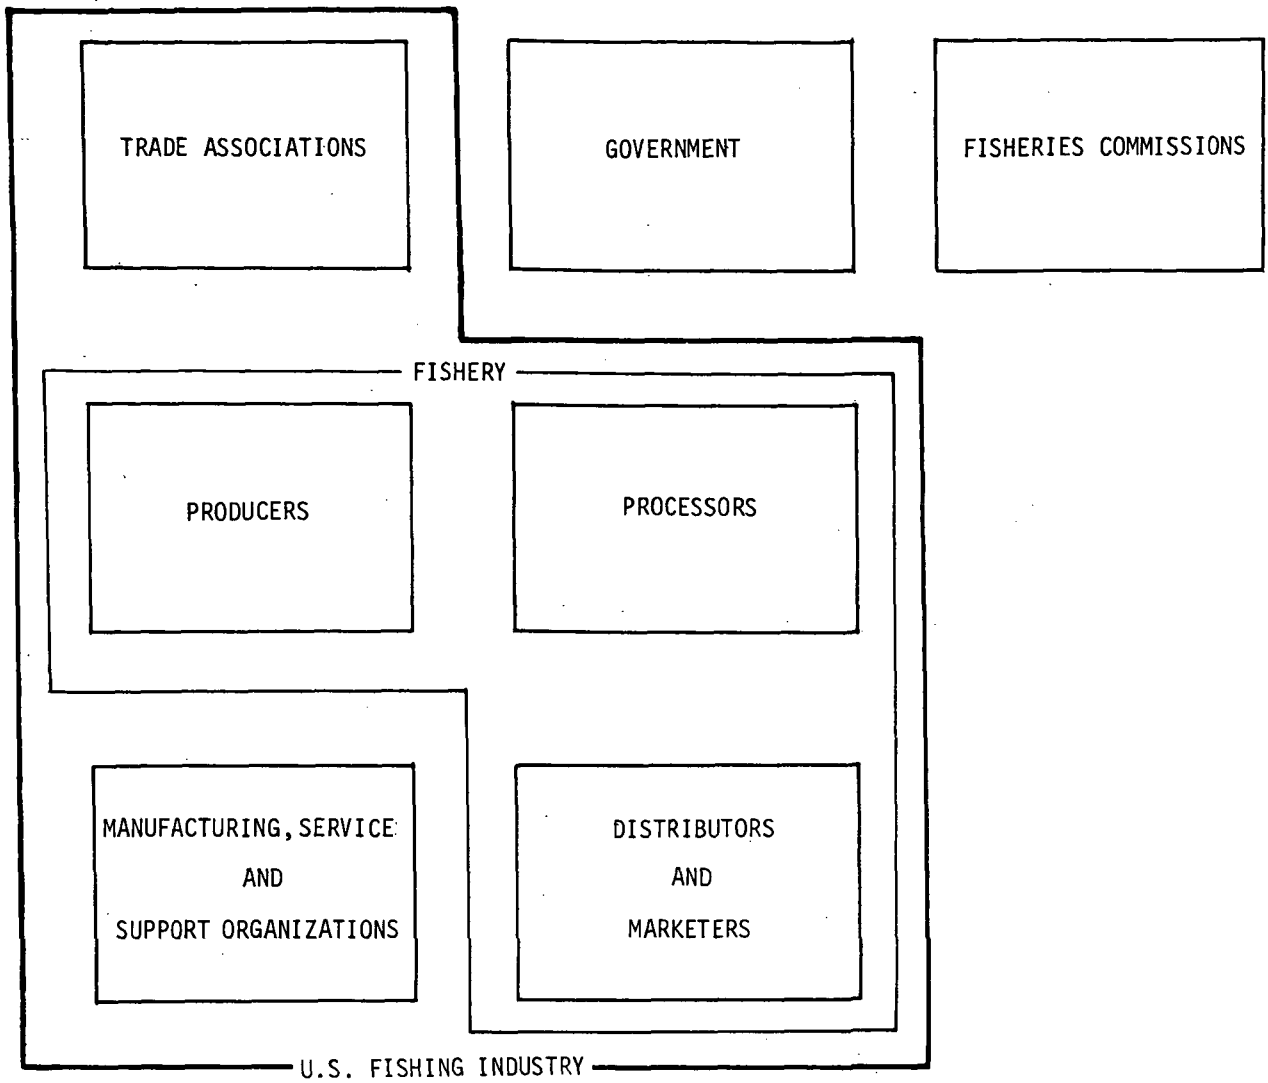 TRADE ASSOCIATIONS
GOVERNMENT
FISHERIES COMMISSIONS
FISHERY
PRODUCERS
PROCESSORS
MANUFACTURING, SERVICE
AND
SUPPORT ORGANIZATIONS
DISTRIBUTORS
AND
MARKETERS
U.S. FISHING INDUSTRY